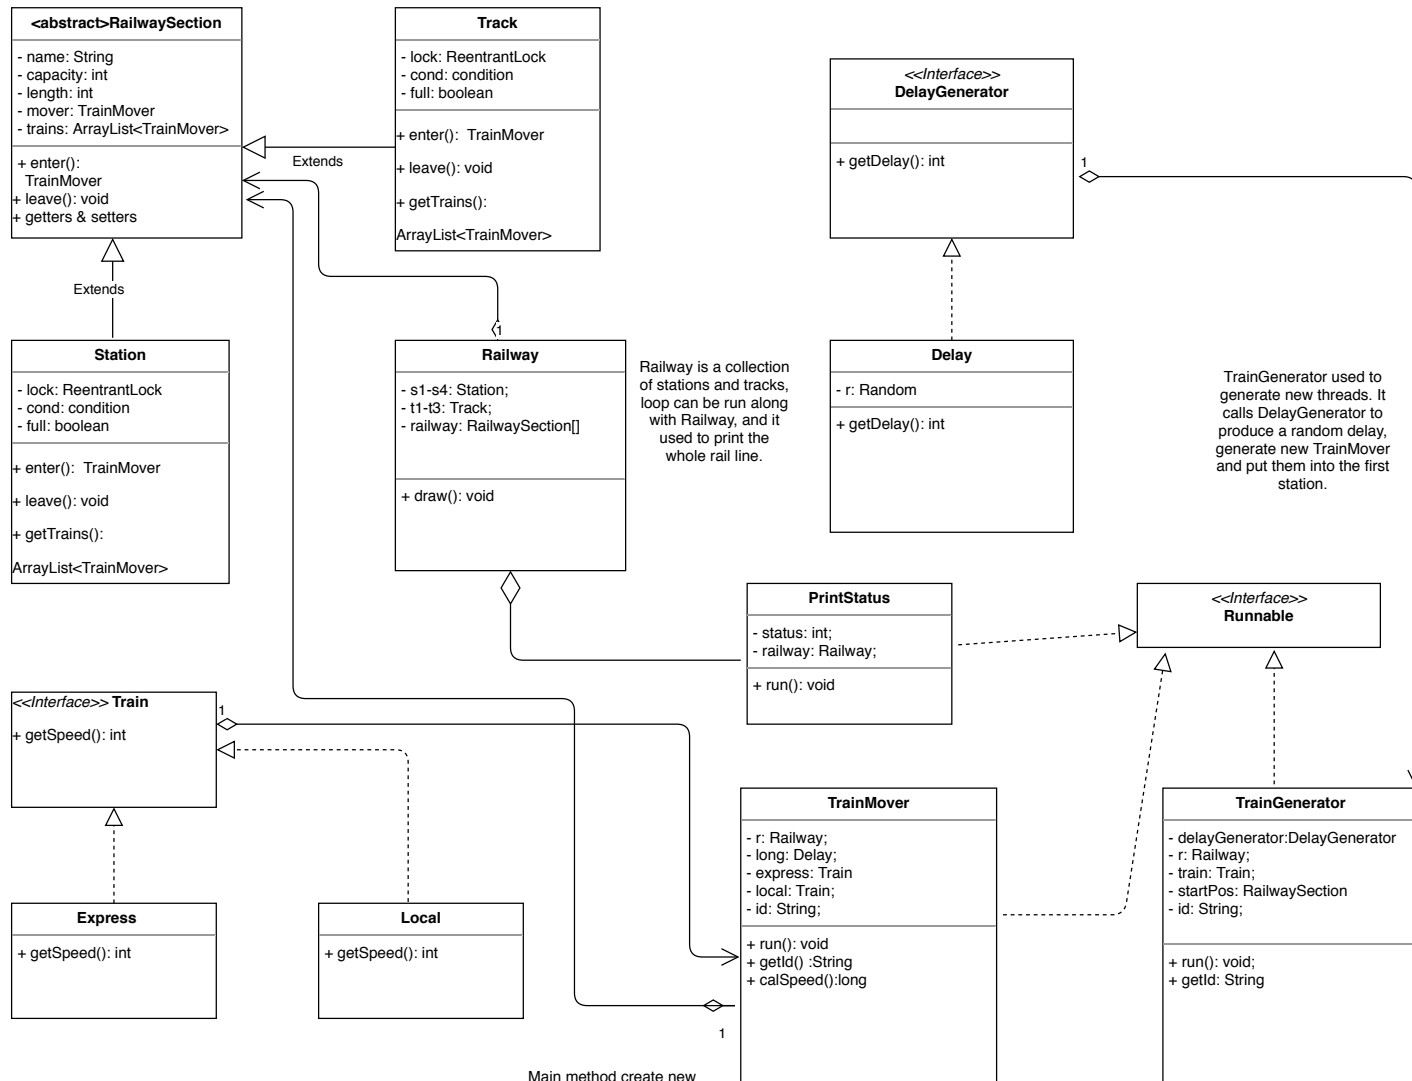 <abstract>RailwaySection
- name: String
- capacity: int
- length: int
- mover: TrainMover
- trains: ArrayList<TrainMover>
+ enter():
TrainMover
+ leave(): void
+ getters & setters
Track
- lock: ReentrantLock
- cond: condition
- full: boolean
+ enter():  TrainMover
+ leave(): void
+ getTrains():
ArrayList<TrainMover>
Extends
<<Interface>>
DelayGenerator
+ getDelay(): int
1
Extends
Station
- lock: ReentrantLock
- cond: condition
- full: boolean
+ enter():  TrainMover
+ leave(): void
+ getTrains():
ArrayList<TrainMover>
1
Railway
- s1-s4: Station;
- t1-t3: Track;
- railway: RailwaySection[]
+ draw(): void
Railway is a collection
of stations and tracks,
loop can be run along
with Railway, and it
used to print the
whole rail line.
Delay
- r: Random
+ getDelay(): int
TrainGenerator used to
generate new threads. It
calls DelayGenerator to
produce a random delay,
generate new TrainMover
and put them into the first
station.
PrintStatus
- status: int;
- railway: Railway;
+ run(): void
<<Interface>>
Runnable
<<Interface>> Train
+ getSpeed(): int
1
Express
+ getSpeed(): int
Local
+ getSpeed(): int
TrainMover
- r: Railway;
- long: Delay;
- express: Train
- local: Train;
- id: String;
+ run(): void
+ getId() :String
+ calSpeed():long
1
TrainGenerator
- delayGenerator:DelayGenerator
- r: Railway;
- train: Train;
- startPos: RailwaySection
- id: String;
+ run(): void;
+ getId: String
Main method create new